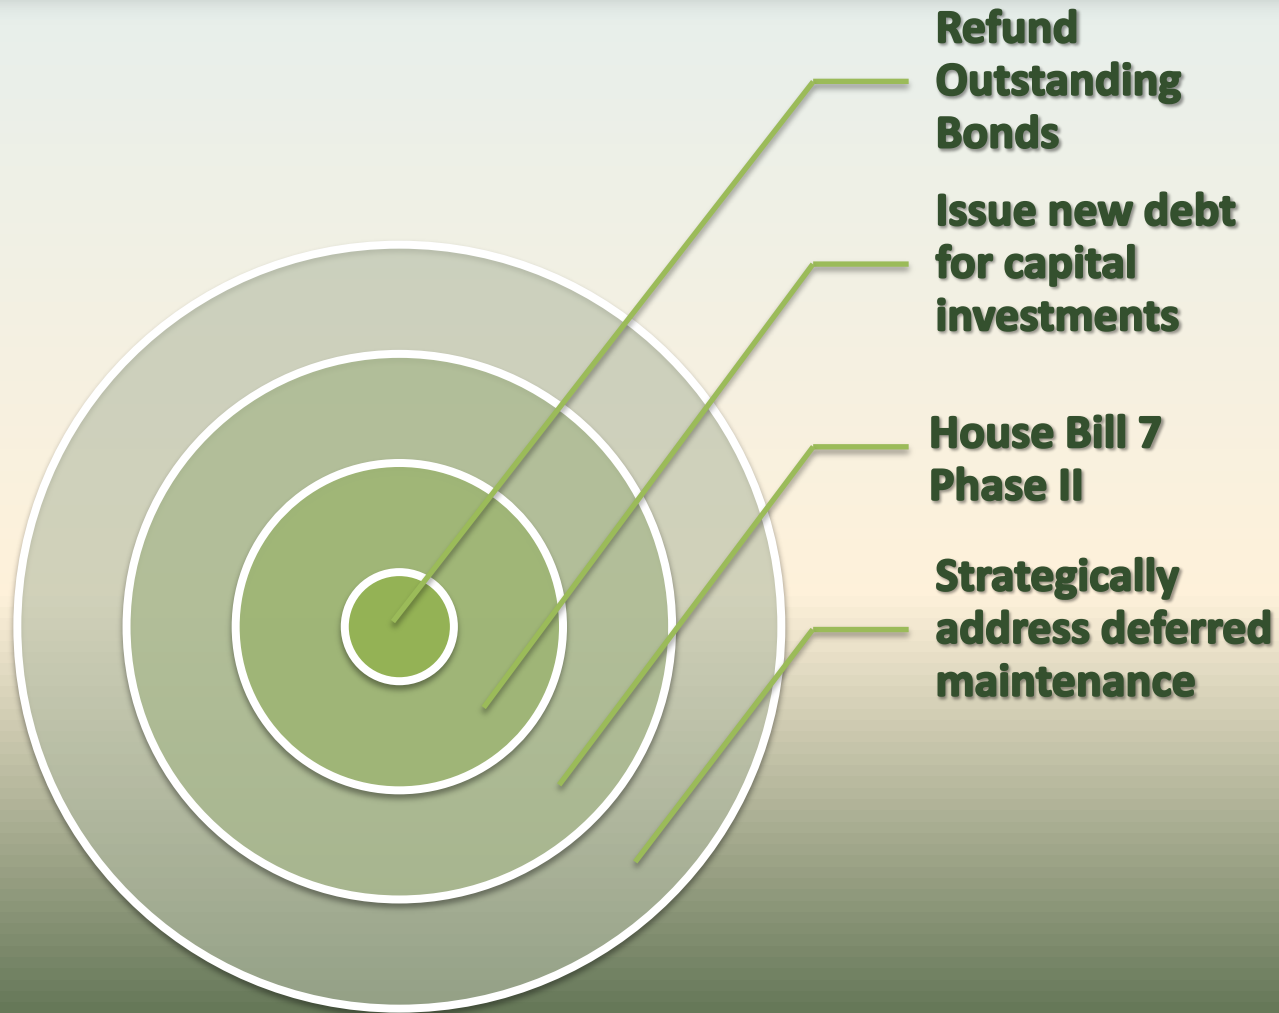 Refund
Outstanding
Bonds
Issue new debt
for capital
investments
House Bill 7
Phase II
Strategically
address deferred
maintenance